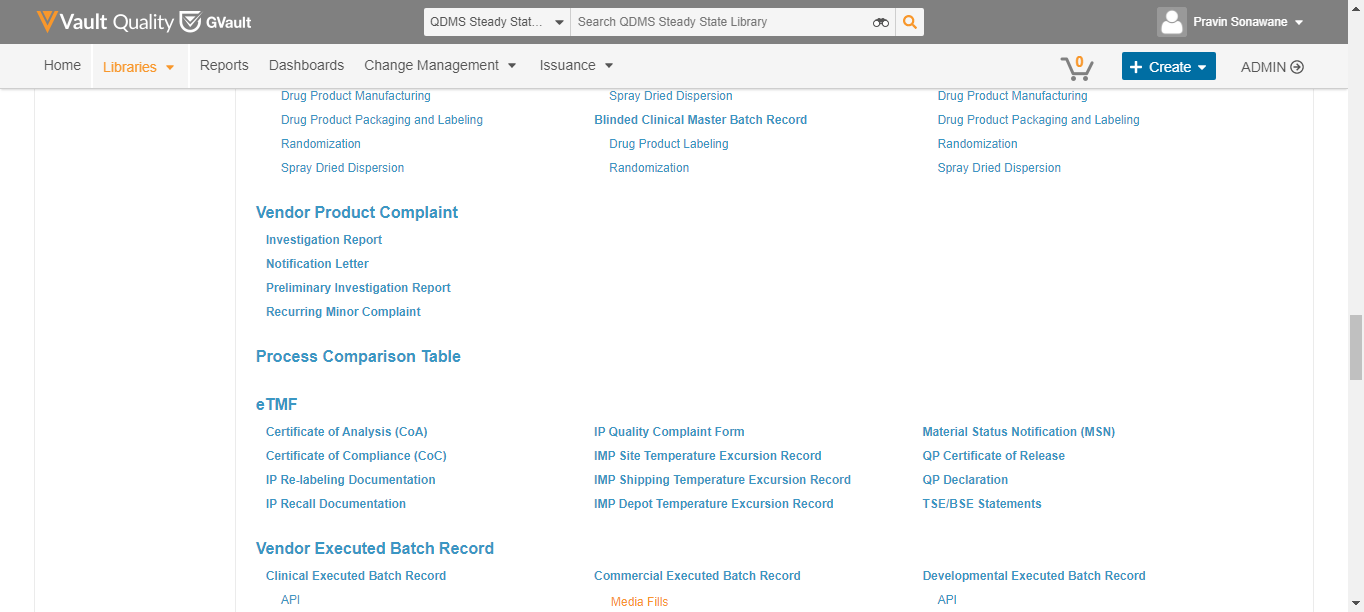 Vault Quality GVault
QDMS Steady Stat...
Search QDMS Steady State Library
Pravin Sonawane
Home
Libraries
Reports
Dashboards
Change Management
Issuance
0
+ Create
ADMIN
Drug Product Manufacturing
Drug Product Packaging and Labeling
Randomization
Spray Dried Dispersion
Spray Dried Dispersion
Blinded Clinical Master Batch Record
Drug Product Labeling
Randomization
Drug Product Manufacturing
Drug Product Packaging and Labeling
Randomization
Spray Dried Dispersion
Vendor Product Complaint
Investigation Report
Notification Letter
Preliminary Investigation Report
Recurring Minor Complaint
Process Comparison Table
eTMF
Certificate of Analysis (CoA)
Certificate of Compliance (CoC)
IP Re-labeling Documentation
IP Recall Documentation
IP Quality Complaint Form
IMP Site Temperature Excursion Record
IMP Shipping Temperature Excursion Record
IMP Depot Temperature Excursion Record
Material Status Notification (MSN)
QP Certificate of Release
QP Declaration
TSE/BSE Statements
Vendor Executed Batch Record
Clinical Executed Batch Record
API
Commercial Executed Batch Record
Media Fills
Developmental Executed Batch Record
API